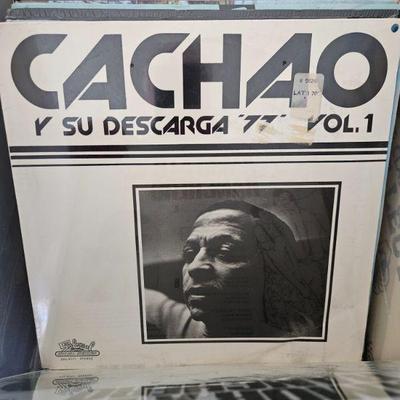 CACHAO
Y SU DESCARGA '77' VOL.1